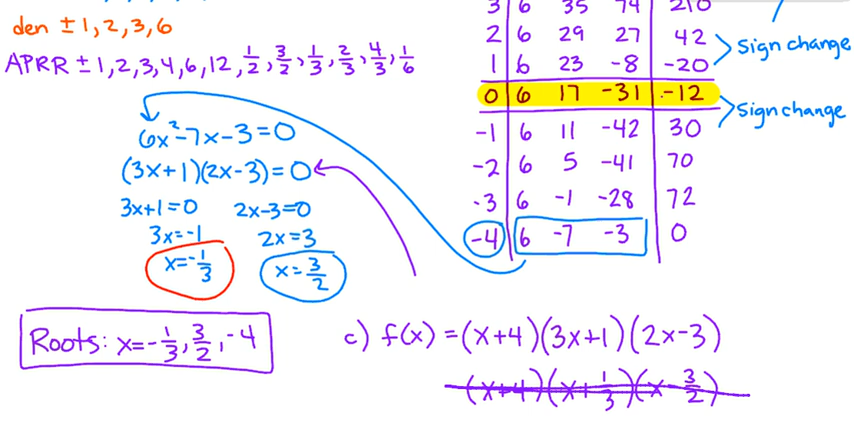 den ± 1, 2, 3, 6
APRR ± 1, 2, 3, 4, 6, 12, 1/2, 3/2, 1/3, 2/3, 4/3, 1/6
6x²-7x-3=0
(3x+1)(2x-3)=0
3x+1=0 2x-3=0
3x=-1 2x=3
x=-1/3 x=3/2
Roots: x=-1/3, 3/2, -4
3 6 35 74 210
2 6 29 27 42
Sign change
1 6 23 -8 -20
0 6 17 -31 -12
Sign change
-1 6 11 -42 30
-2 6 5 -41 70
-3 6 -1 -28 72
-4 6 -7 -3 0
c) f(x) = (x+4)(3x+1)(2x-3)
(x+4)(x+1/3)(x-3/2)